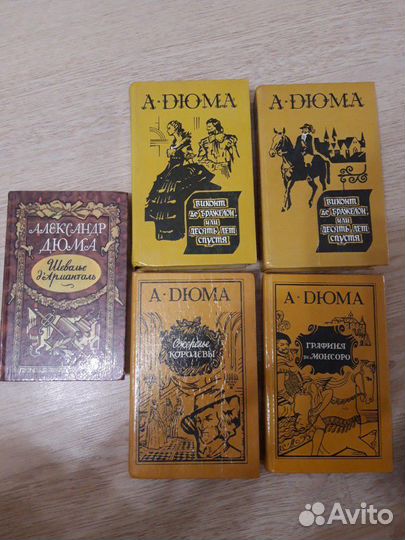 А·ДЮМА
ВИКОНТ
ДЕ БРАЖЕЛОН,
ИЛИ
ДЕСЯТЬ ЛЕТ
СПУСТЯ
А·ДЮМА
ВИКОНТ
ДЕ БРАЖЕЛОН,
ИЛИ
ДЕСЯТЬ ЛЕТ
СПУСТЯ
АЛЕКСАНДР
ДЮМА
Шевалье
д'Арманталь
А·ДЮМА
Ожерелье
КОРОЛЕВЫ
А·ДЮМА
ГРАФИНЯ
де МОНСОРО
Avito